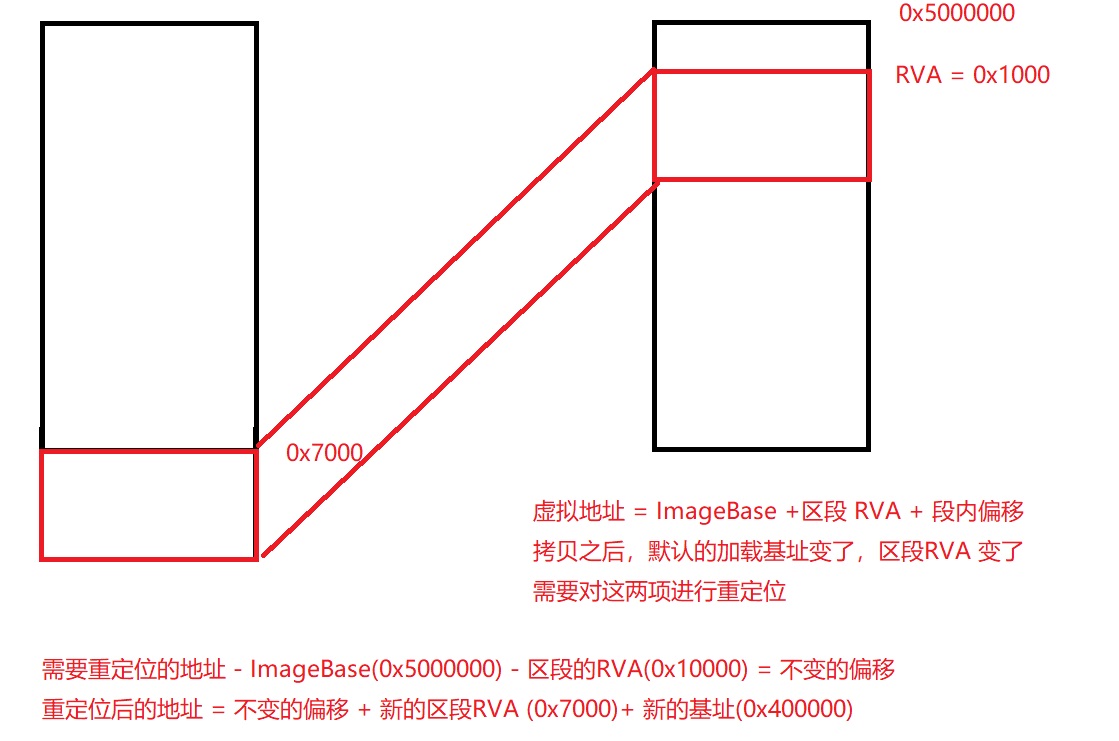 0x5000000
RVA = 0x1000
0x7000
虚拟地址 = ImageBase +区段 RVA + 段内偏移
拷贝之后，默认的加载基址变了，区段RVA 变了
需要对这两项进行重定位
需要重定位的地址 - ImageBase(0x5000000) - 区段的RVA(0x10000) = 不变的偏移
重定位后的地址 = 不变的偏移 + 新的区段RVA (0x7000)+ 新的基址(0x400000)